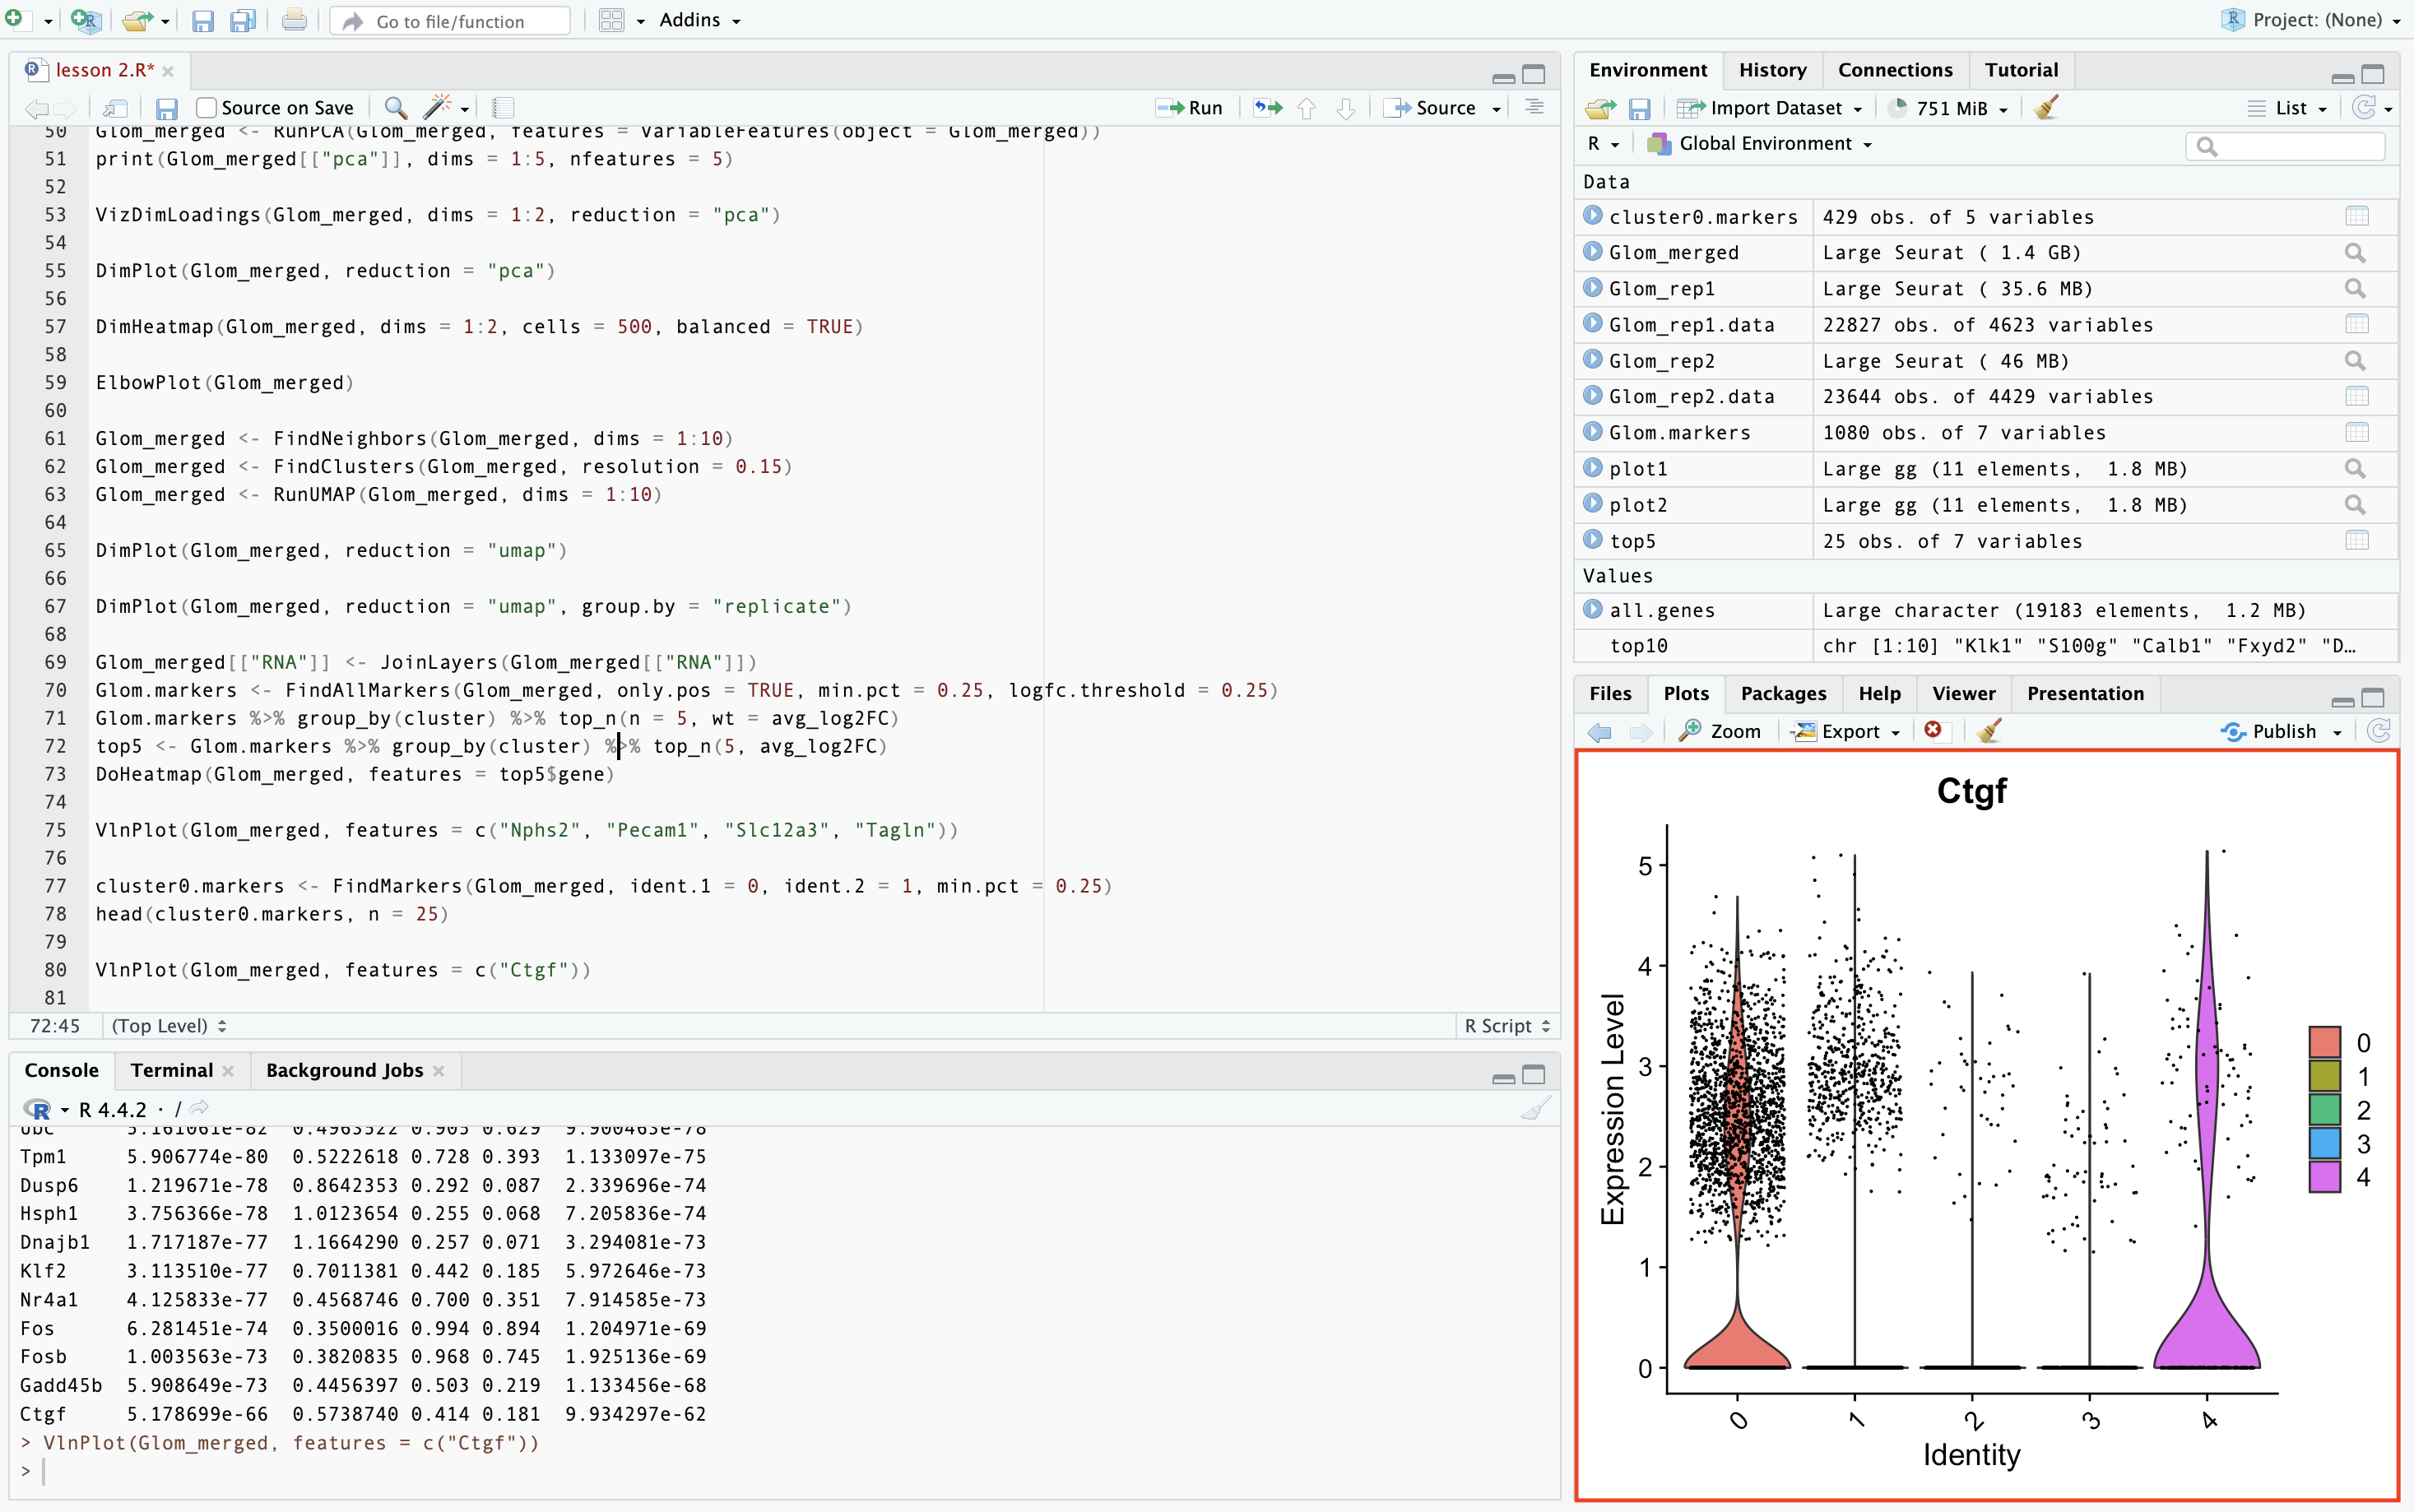 Go to file/function
Addins
Project: (None)
lesson 2.R*
Source on Save
Run
Source
50 Glom_merged <- RunPCA(Glom_merged, features = VariableFeatures(object = Glom_merged))
51 print(Glom_merged[["pca"]], dims = 1:5, nfeatures = 5)
52
53 VizDimLoadings(Glom_merged, dims = 1:2, reduction = "pca")
54
55 DimPlot(Glom_merged, reduction = "pca")
56
57 DimHeatmap(Glom_merged, dims = 1:2, cells = 500, balanced = TRUE)
58
59 ElbowPlot(Glom_merged)
60
61 Glom_merged <- FindNeighbors(Glom_merged, dims = 1:10)
62 Glom_merged <- FindClusters(Glom_merged, resolution = 0.15)
63 Glom_merged <- RunUMAP(Glom_merged, dims = 1:10)
64
65 DimPlot(Glom_merged, reduction = "umap")
66
67 DimPlot(Glom_merged, reduction = "umap", group.by = "replicate")
68
69 Glom_merged[["RNA"]] <- JoinLayers(Glom_merged[["RNA"]])
70 Glom.markers <- FindAllMarkers(Glom_merged, only.pos = TRUE, min.pct = 0.25, logfc.threshold = 0.25)
71 Glom.markers %>% group_by(cluster) %>% top_n(n = 5, wt = avg_log2FC)
72 top5 <- Glom.markers %>% group_by(cluster) %>% top_n(5, avg_log2FC)
73 DoHeatmap(Glom_merged, features = top5$gene)
74
75 VlnPlot(Glom_merged, features = c("Nphs2", "Pecam1", "Slc12a3", "Tagln"))
76
77 cluster0.markers <- FindMarkers(Glom_merged, ident.1 = 0, ident.2 = 1, min.pct = 0.25)
78 head(cluster0.markers, n = 25)
79
80 VlnPlot(Glom_merged, features = c("Ctgf"))
81
72:45 (Top Level) R Script
Console Terminal Background Jobs
R 4.4.2 · /
Ubc 5.161061e-82 0.4963522 0.905 0.629 9.900463e-78
Tpm1 5.906774e-80 0.5222618 0.728 0.393 1.133097e-75
Dusp6 1.219671e-78 0.8642353 0.292 0.087 2.339696e-74
Hsph1 3.756366e-78 1.0123654 0.255 0.068 7.205836e-74
Dnajb1 1.717187e-77 1.1664290 0.257 0.071 3.294081e-73
Klf2 3.113510e-77 0.7011381 0.442 0.185 5.972646e-73
Nr4a1 4.125833e-77 0.4568746 0.700 0.351 7.914585e-73
Fos 6.281451e-74 0.3500016 0.994 0.894 1.204971e-69
Fosb 1.003563e-73 0.3820835 0.968 0.745 1.925136e-69
Gadd45b 5.908649e-73 0.4456397 0.503 0.219 1.133456e-68
Ctgf 5.178699e-66 0.5738740 0.414 0.181 9.934297e-62
> VlnPlot(Glom_merged, features = c("Ctgf"))
>
Environment History Connections Tutorial
Import Dataset 751 MiB List
R Global Environment
Data
cluster0.markers 429 obs. of 5 variables
Glom_merged Large Seurat ( 1.4 GB)
Glom_rep1 Large Seurat ( 35.6 MB)
Glom_rep1.data 22827 obs. of 4623 variables
Glom_rep2 Large Seurat ( 46 MB)
Glom_rep2.data 23644 obs. of 4429 variables
Glom.markers 1080 obs. of 7 variables
plot1 Large gg (11 elements, 1.8 MB)
plot2 Large gg (11 elements, 1.8 MB)
top5 25 obs. of 7 variables
Values
all.genes Large character (19183 elements, 1.2 MB)
top10 chr [1:10] "Klk1" "S100g" "Calb1" "Fxyd2" "D…
Files Plots Packages Help Viewer Presentation
Zoom Export Publish
Ctgf
Expression Level
5
4
3
2
1
0
0 1 2 3 4
Identity
0
1
2
3
4